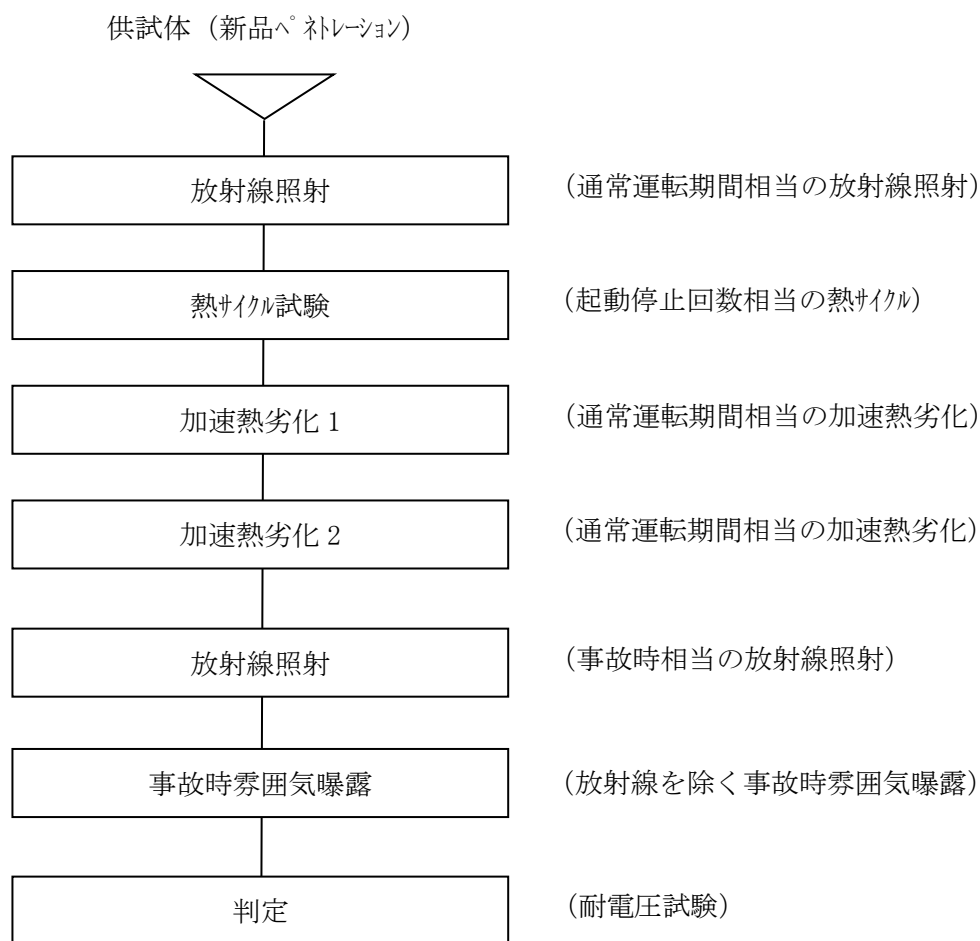 供試体（新品ﾍﾟﾈﾄﾚｰｼｮﾝ）
放射線照射
（通常運転期間相当の放射線照射）
熱ｻｲｸﾙ試験
（起動停止回数相当の熱ｻｲｸﾙ）
加速熱劣化 1
（通常運転期間相当の加速熱劣化）
加速熱劣化 2
（通常運転期間相当の加速熱劣化）
放射線照射
（事故時相当の放射線照射）
事故時雰囲気曝露
（放射線を除く事故時雰囲気曝露）
判定
（耐電圧試験）